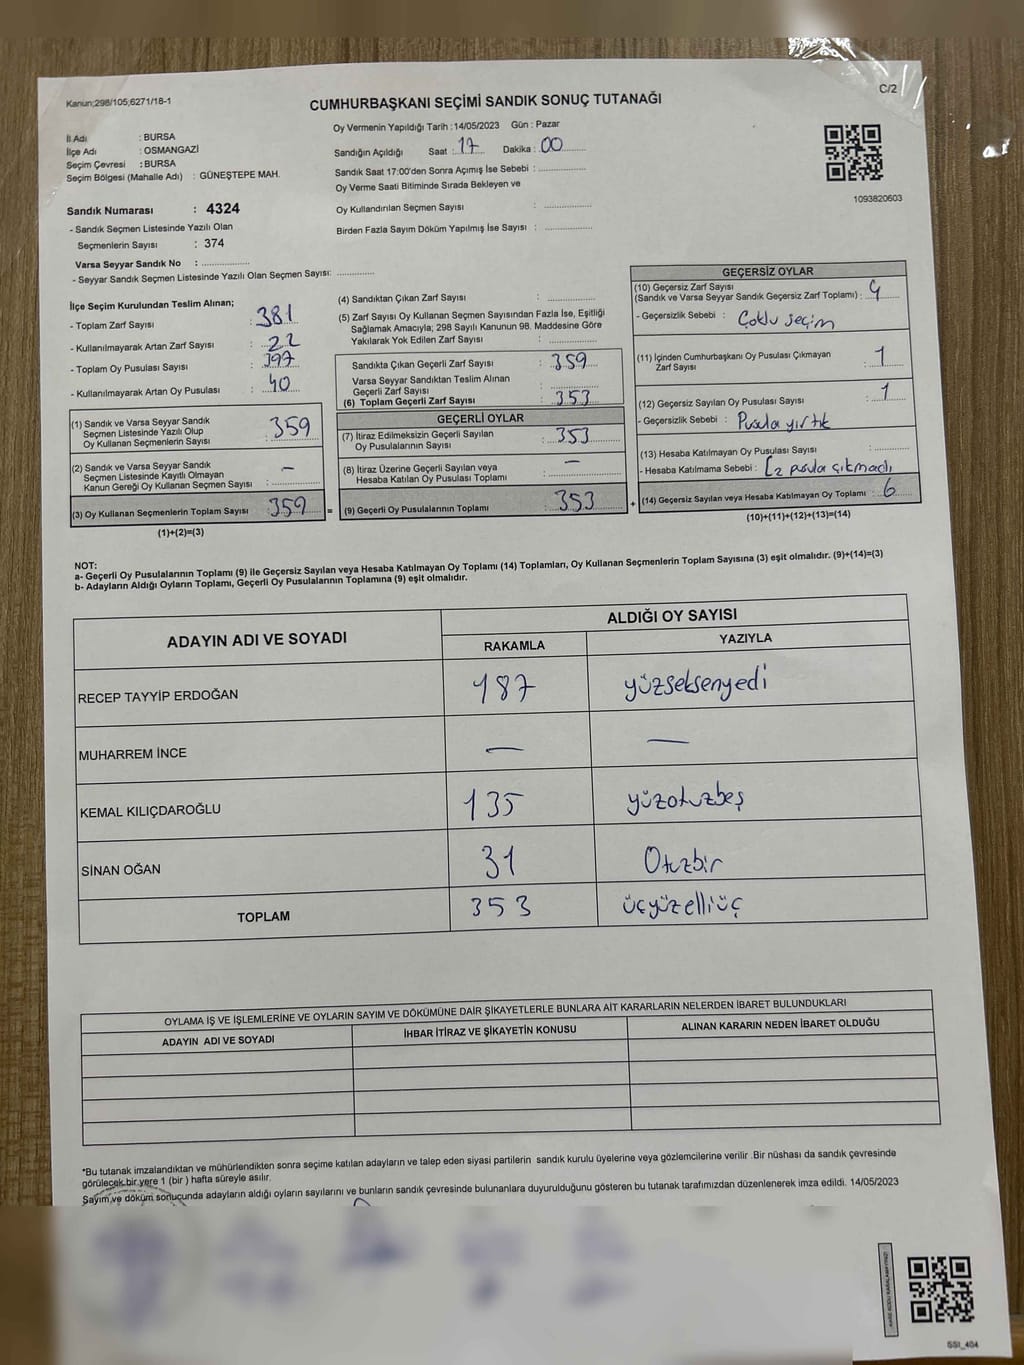 Kanun;298/105,6271/18-1
C/2
CUMHURBAŞKANI SEÇİMİ SANDIK SONUÇ TUTANAĞI
İl Adı : BURSA
İlçe Adı : OSMANGAZİ
Seçim Çevresi : BURSA
Seçim Bölgesi (Mahalle Adı) : GÜNEŞTEPE MAH.
Sandık Numarası : 4324
- Sandık Seçmen Listesinde Yazılı Olan
Seçmenlerin Sayısı : 374
Varsa Seyyar Sandık No : ....................
- Seyyar Sandık Seçmen Listesinde Yazılı Olan Seçmen Sayısı: ...............
Oy Vermenin Yapıldığı Tarih : 14/05/2023 Gün : Pazar
Sandığın Açıldığı Saat : 17 Dakika : 00
Sandık Saat 17:00'den Sonra Açımış İse Sebebi : ....................
Oy Verme Saati Bitiminde Sırada Bekleyen ve
Oy Kullandırılan Seçmen Sayısı : ....................
Birden Fazla Sayım Döküm Yapılmış İse Sayısı : ....................
1093820603
İlçe Seçim Kurulundan Teslim Alınan;
- Toplam Zarf Sayısı : 381
- Kullanılmayarak Artan Zarf Sayısı : 22
- Toplam Oy Pusulası Sayısı : 397
- Kullanılmayarak Artan Oy Pusulası : 40
(1) Sandık ve Varsa Seyyar Sandık
Seçmen Listesinde Yazılı Olup
Oy Kullanan Seçmenlerin Sayısı : 359
(2) Sandık ve Varsa Seyyar Sandık
Seçmen Listesinde Kayıtlı Olmayan
Kanun Gereği Oy Kullanan Seçmen Sayısı : –
(3) Oy Kullanan Seçmenlerin Toplam Sayısı : 359 =
(1)+(2)=(3)
(4) Sandıktan Çıkan Zarf Sayısı : ....................
(5) Zarf Sayısı Oy Kullanan Seçmen Sayısından Fazla İse, Eşitliği
Sağlamak Amacıyla; 298 Sayılı Kanunun 98. Maddesine Göre
Yakılarak Yok Edilen Zarf Sayısı : ....................
Sandıkta Çıkan Geçerli Zarf Sayısı : 359
Varsa Seyyar Sandıktan Teslim Alınan
Geçerli Zarf Sayısı : ....................
(6) Toplam Geçerli Zarf Sayısı : 353
GEÇERLİ OYLAR
(7) İtiraz Edilmeksizin Geçerli Sayılan
Oy Pusulalarının Sayısı : 353
(8) İtiraz Üzerine Geçerli Sayılan veya
Hesaba Katılan Oy Pusulası Toplamı : –
(9) Geçerli Oy Pusulalarının Toplamı : 353 +
GEÇERSİZ OYLAR
(10) Geçersiz Zarf Sayısı
(Sandık ve Varsa Seyyar Sandık Geçersiz Zarf Toplamı) : 4
- Geçersizlik Sebebi : Çoklu seçim
(11) İçinden Cumhurbaşkanı Oy Pusulası Çıkmayan
Zarf Sayısı : 1
(12) Geçersiz Sayılan Oy Pusulası Sayısı : 1
- Geçersizlik Sebebi : Pusula yırtık
(13) Hesaba Katılmayan Oy Pusulası Sayısı : ....................
- Hesaba Katılmama Sebebi : 2 pusula çıkmadı
(14) Geçersiz Sayılan veya Hesaba Katılmayan Oy Toplamı : 6
(10)+(11)+(12)+(13)=(14)
NOT:
a- Geçerli Oy Pusulalarının Toplamı (9) ile Geçersiz Sayılan veya Hesaba Katılmayan Oy Toplamı (14) Toplamları, Oy Kullanan Seçmenlerin Toplam Sayısına (3) eşit olmalıdır. (9)+(14)=(3)
b- Adayların Aldığı Oyların Toplamı, Geçerli Oy Pusulalarının Toplamına (9) eşit olmalıdır.
ADAYIN ADI VE SOYADI ALDIĞI OY SAYISI
RAKAMLA YAZIYLA
RECEP TAYYİP ERDOĞAN 187 yüzseksenyedi
MUHARREM İNCE – –
KEMAL KILIÇDAROĞLU 135 yüzotuzbeş
SİNAN OĞAN 31 Otuzbir
TOPLAM 353 üçyüzelliüç
OYLAMA İŞ VE İŞLEMLERİNE VE OYLARIN SAYIM VE DÖKÜMÜNE DAİR ŞİKAYETLERLE BUNLARA AİT KARARLARIN NELERDEN İBARET BULUNDUKLARI
ADAYIN ADI VE SOYADI İHBAR İTİRAZ VE ŞİKAYETİN KONUSU ALINAN KARARIN NEDEN İBARET OLDUĞU
*Bu tutanak imzalandıktan ve mühürlendikten sonra seçime katılan adayların ve talep eden siyasi partilerin sandık kurulu üyelerine veya gözlemcilerine verilir .Bir nüshası da sandık çevresinde
görülecek bir yere 1 (bir ) hafta süreyle asılır.
Sayım ve döküm sonucunda adayların aldığı oyların sayılarını ve bunların sandık çevresinde bulunanlara duyurulduğunu gösteren bu tutanak tarafımızdan düzenlenerek imza edildi. 14/05/2023
SSI_404